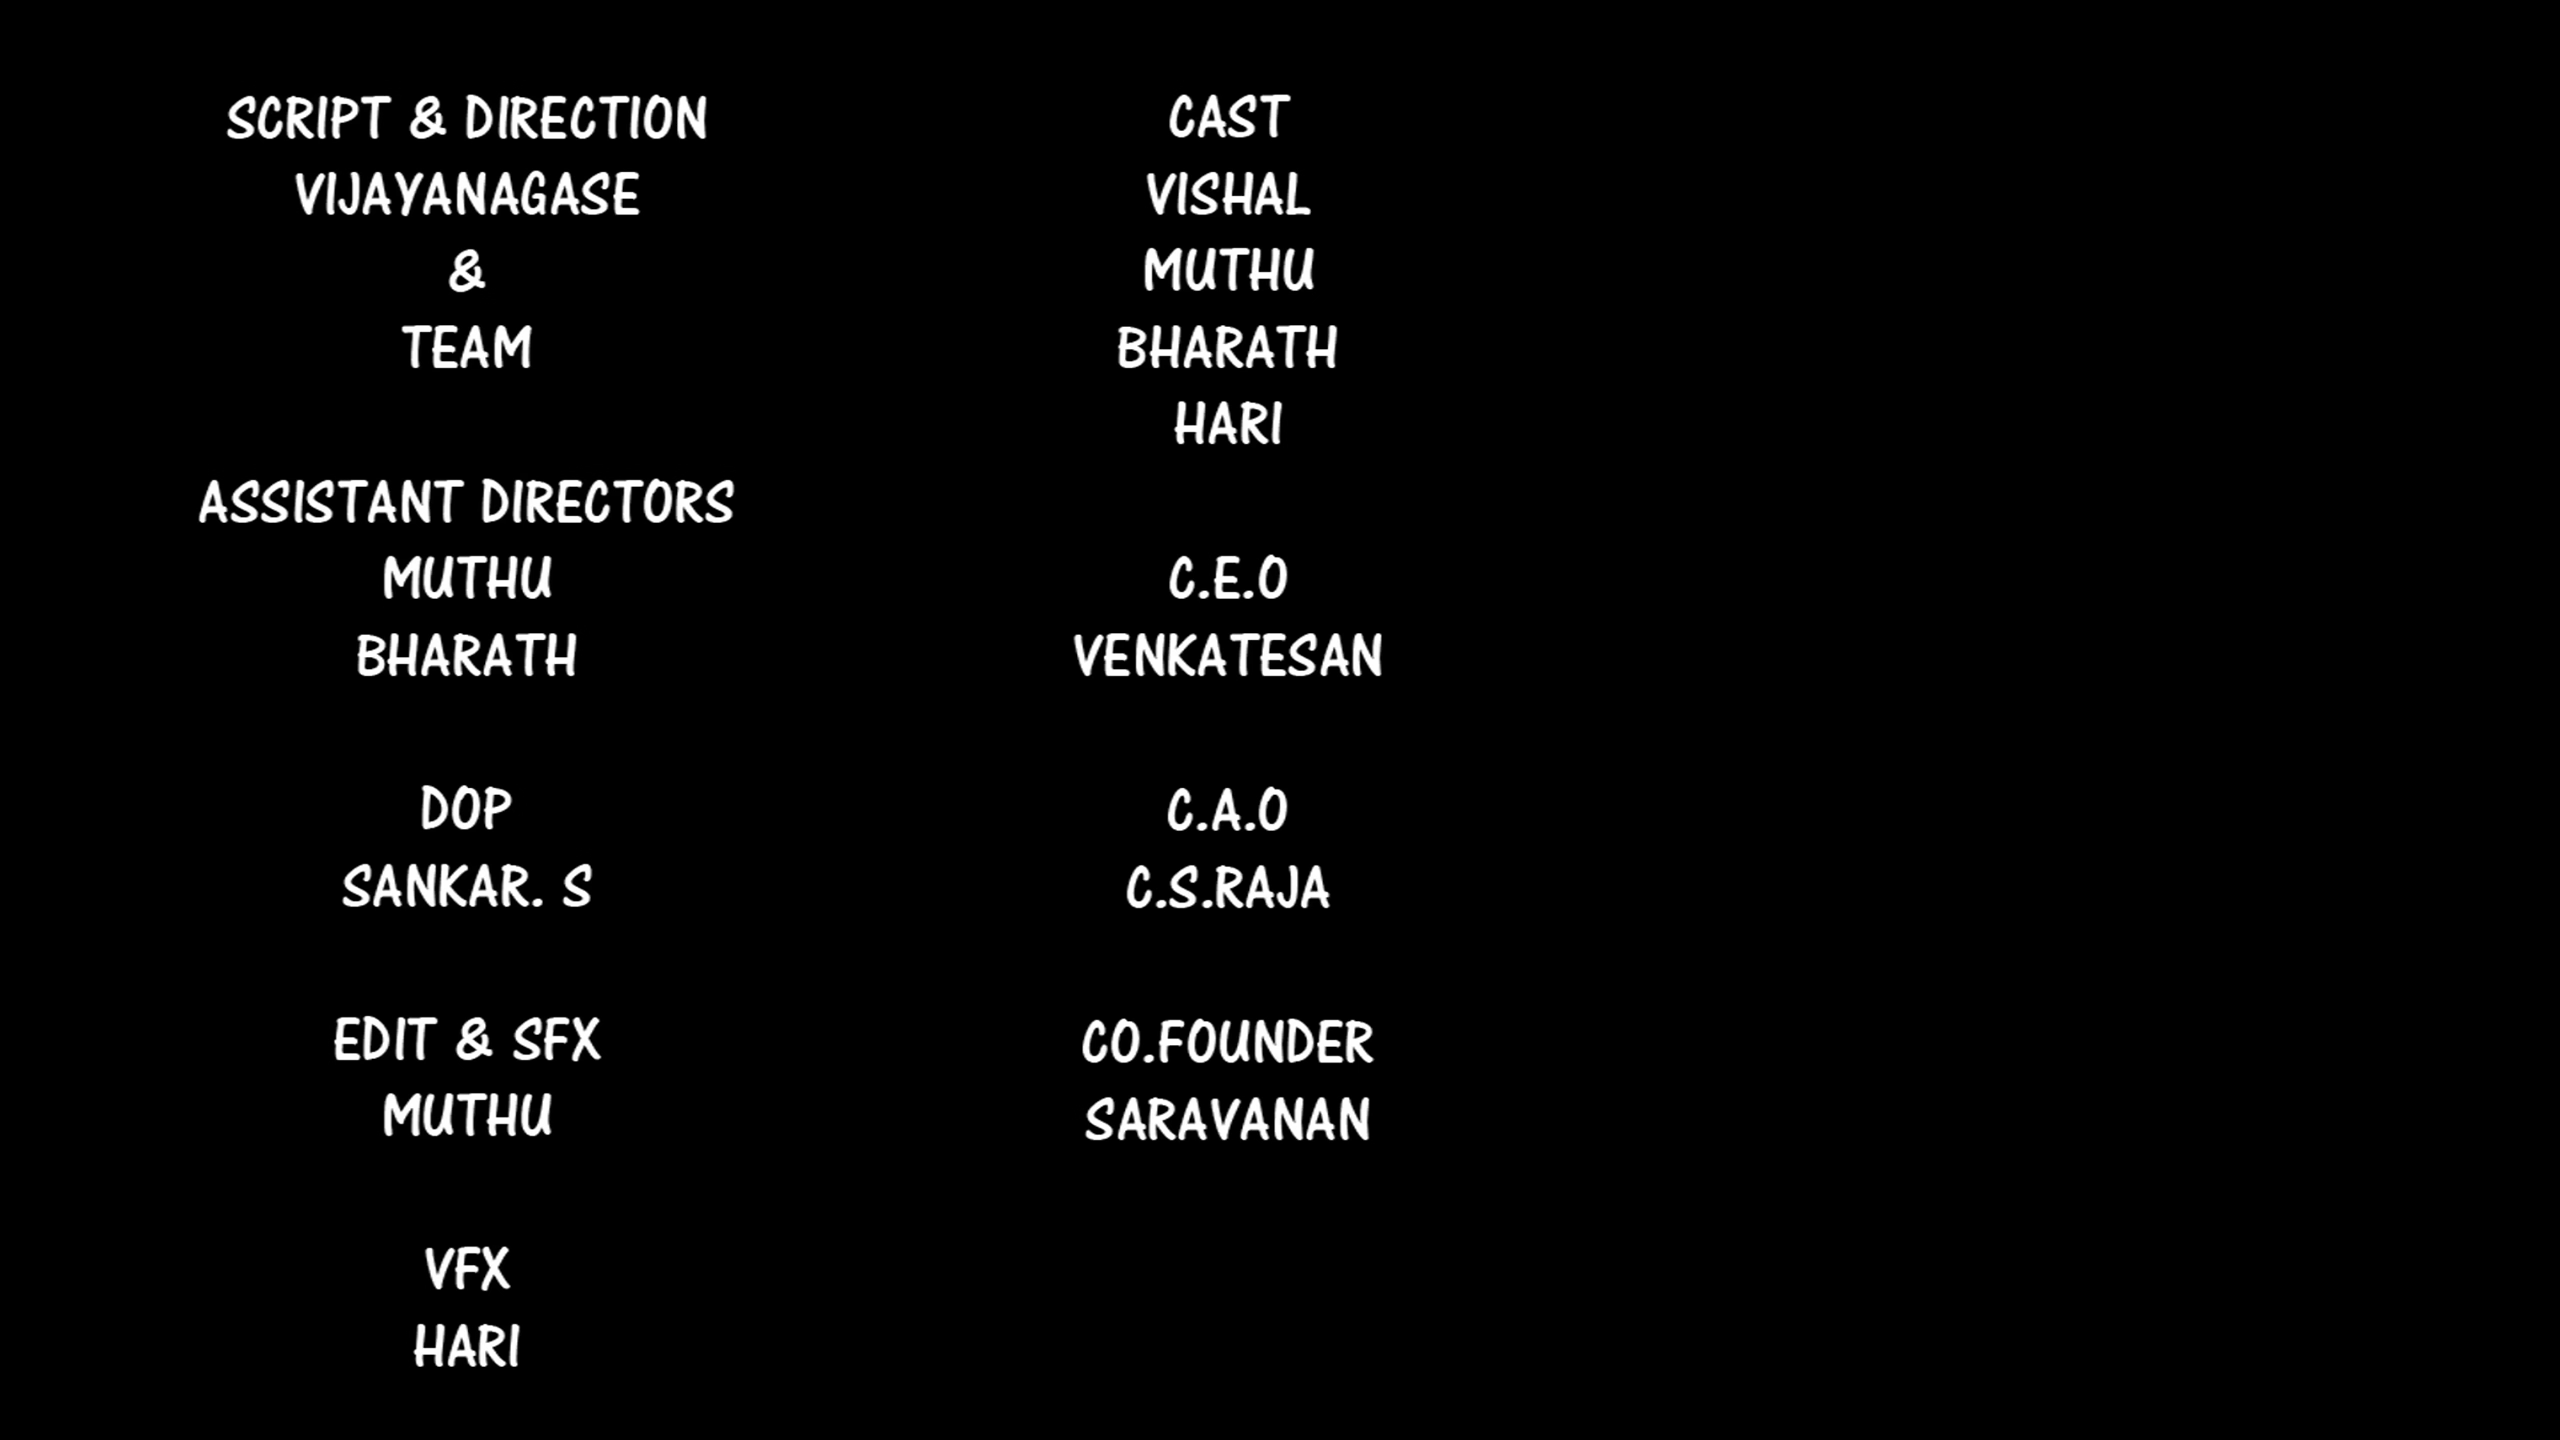 SCRIPT & DIRECTION
VIJAYANAGASE
&
TEAM
ASSISTANT DIRECTORS
MUTHU
BHARATH
DOP
SANKAR. S
EDIT & SFX
MUTHU
VFX
HARI
CAST
VISHAL
MUTHU
BHARATH
HARI
C.E.O
VENKATESAN
C.A.O
C.S.RAJA
CO.FOUNDER
SARAVANAN